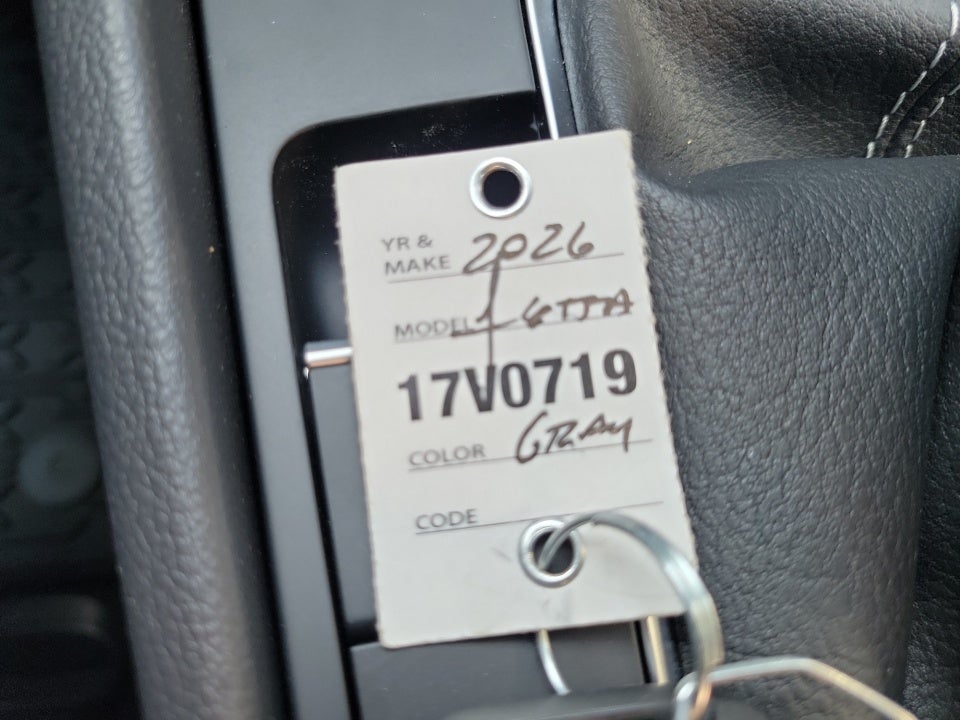 YR & MAKE 2026
MODEL JETTA
17V0719
COLOR GRAY
CODE